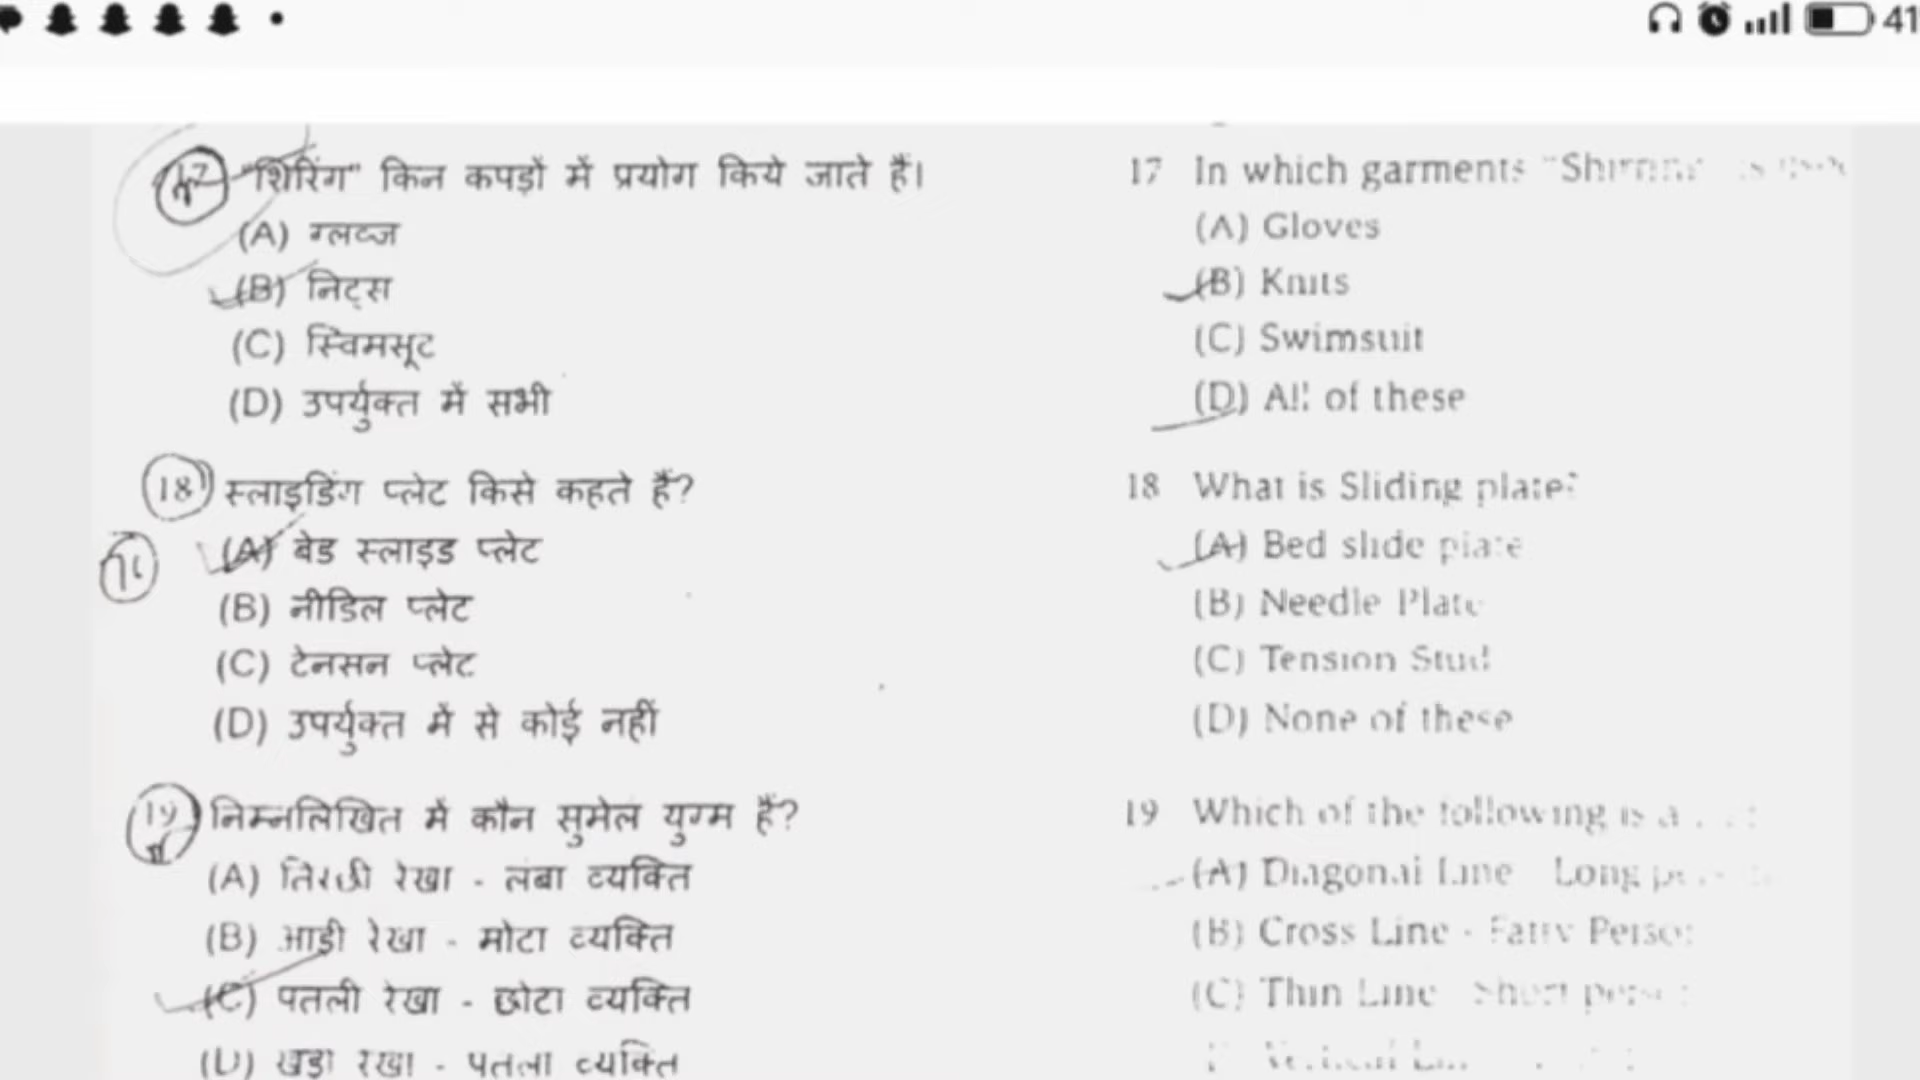 41
17 "शिरिंग" किन कपड़ों में प्रयोग किये जाते हैं।
(A) ग्लव्ज
(B) निट्स
(C) स्विमसूट
(D) उपर्युक्त में सभी
18 स्लाइडिंग प्लेट किसे कहते हैं?
(A) बेड स्लाइड प्लेट
(B) नीडिल प्लेट
(C) टेनसन प्लेट
(D) उपर्युक्त में से कोई नहीं
19 निम्नलिखित में कौन सुमेल युग्म हैं?
(A) तिरछी रेखा - लंबा व्यक्ति
(B) आड़ी रेखा - मोटा व्यक्ति
(C) पतली रेखा - छोटा व्यक्ति
(D) खड़ी रेखा - पतला व्यक्ति
17 In which garments
(A) Gloves
(B) Knits
(C) Swimsuit
(D) All of these
18 What is Sliding plate?
(A) Bed slide plate
(B) Needle Plate
(C) Tension Stud
(D) None of these
19 Which of the following is a
(A) Diagonal Line Long
(B) Cross Line - Fatty Person
(C) Thin Line Short person